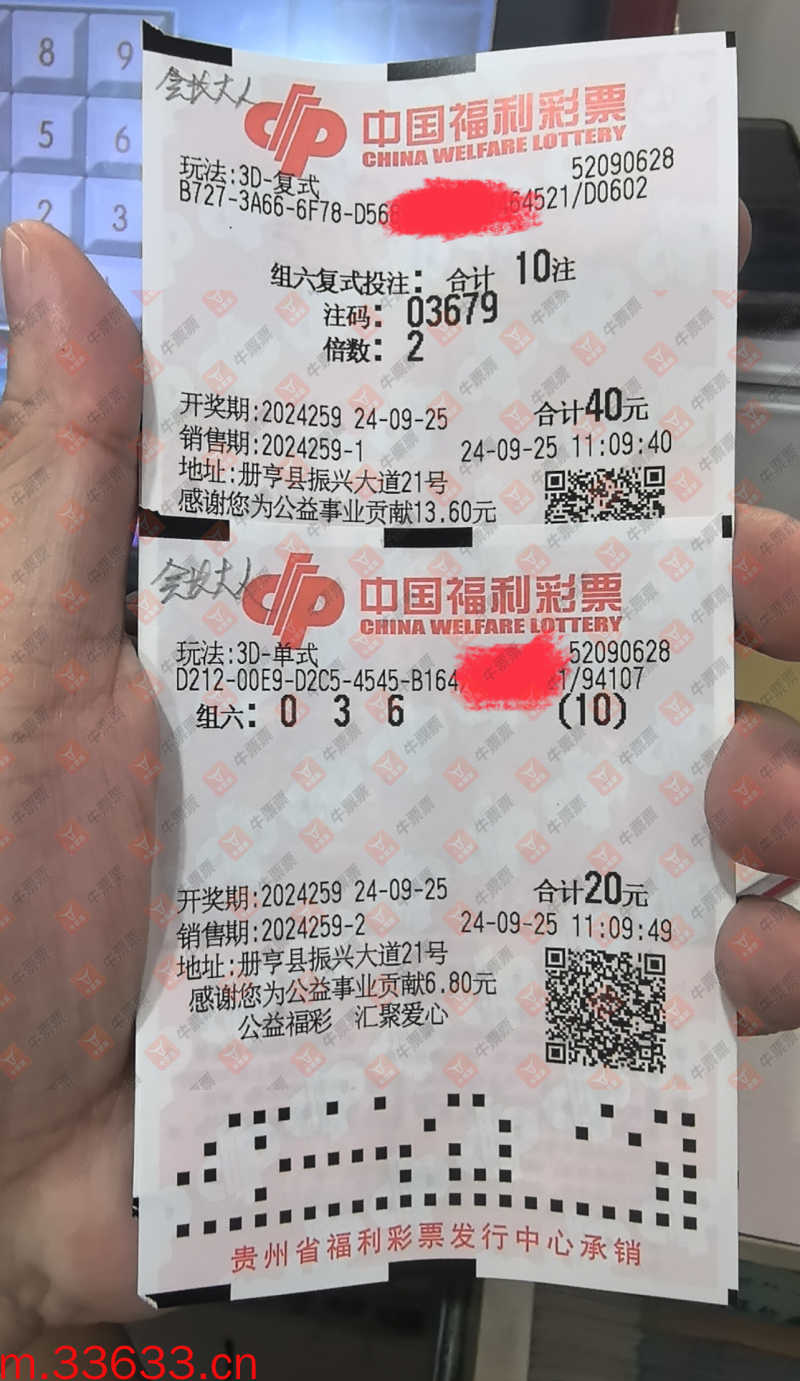 8 9
5 6
2 3
会长大人
中国福利彩票
CHINA WELFARE LOTTERY
玩法:3D-复式 52090628
B727-3A66-6F78-D568 64521/D0602
组六复式投注: 合计 10注
注码: 03679
倍数: 2
开奖期:2024259 24-09-25 合计40元
销售期:2024259-1 24-09-25 11:09:40
地址:册亨县振兴大道21号
感谢您为公益事业贡献13.60元
会长大人
中国福利彩票
CHINA WELFARE LOTTERY
玩法:3D-单式 52090628
D212-00E9-D2C5-4545-B164 21/94107
组六: 0 3 6 (10)
开奖期:2024259 24-09-25 合计20元
销售期:2024259-2 24-09-25 11:09:49
地址:册亨县振兴大道21号
感谢您为公益事业贡献6.80元
公益福彩 汇聚爱心
贵州省福利彩票发行中心承销
牛票票
m.33633.cn